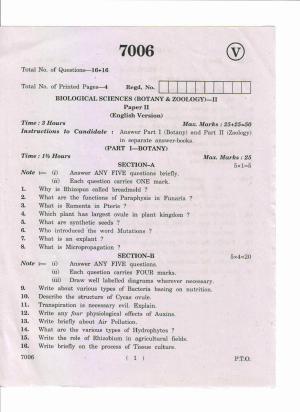 7006
V
Total No. of Questions—16+16
Total No. of Printed Pages—4 Regd. No.
BIOLOGICAL SCIENCES (BOTANY & ZOOLOGY)—II
Paper II
(English Version)
Time : 3 Hours Max. Marks : 25+25=50
Instructions to Candidate : Answer Part I (Botany) and Part II (Zoology)
in separate answer-books.
(PART I—BOTANY)
Time : 1½ Hours Max. Marks : 25
SECTION-A 5×1=5
Note :— (i) Answer ANY FIVE questions briefly.
(ii) Each question carries ONE mark.
1. Why is Rhizopus called breadmold ?
2. What are the functions of Paraphysis in Funaria ?
3. What is Ramenta in Pteris ?
4. Which plant has largest ovule in plant kingdom ?
5. What are synthetic seeds ?
6. Who introduced the word Mutations ?
7. What is an explant ?
8. What is Micropropagation ?
SECTION-B 5×4=20
Note :— (i) Answer ANY FIVE questions.
(ii) Each question carries FOUR marks.
(iii) Draw well labelled diagrams wherever necessary.
9. Write about various types of Bacteria basing on nutrition.
10. Describe the structure of Cycas ovule.
11. Transpiration is necessary evil. Explain.
12. Write any four physiological effects of Auxins.
13. Write briefly about Air Pollution.
14. What are the various types of Hydrophytes ?
15. Write the role of Rhizobium in agricultural fields.
16. Write briefly on the process of Tissue culture.
7006 ( 1 ) P.T.O.